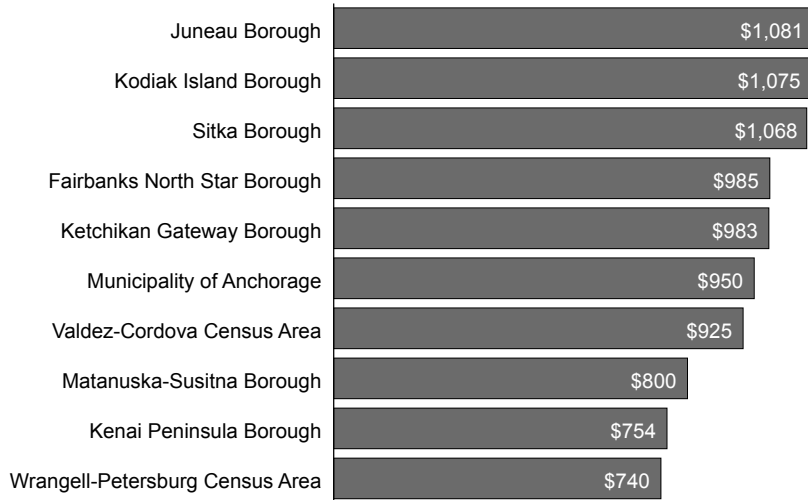 Juneau Borough $1,081
Kodiak Island Borough $1,075
Sitka Borough $1,068
Fairbanks North Star Borough $985
Ketchikan Gateway Borough $983
Municipality of Anchorage $950
Valdez-Cordova Census Area $925
Matanuska-Susitna Borough $800
Kenai Peninsula Borough $754
Wrangell-Petersburg Census Area $740